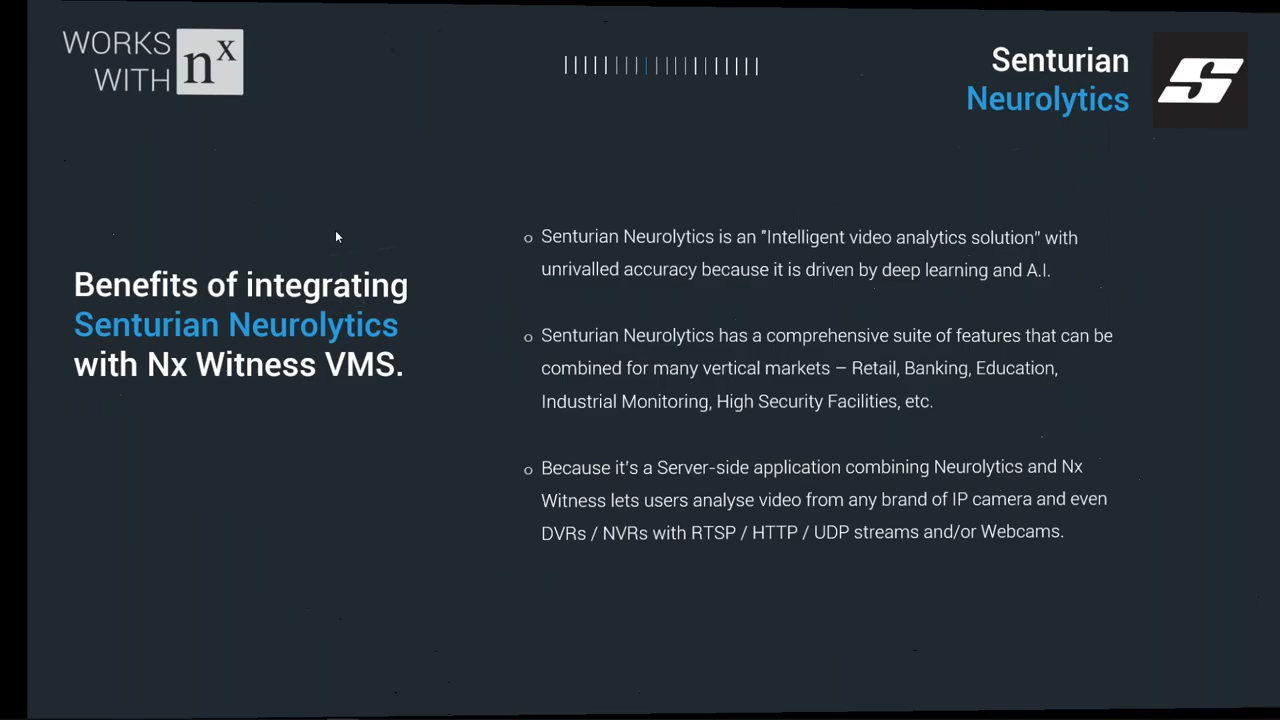 WORKS
WITH nx
Senturian
Neurolytics
S
Benefits of integrating
Senturian Neurolytics
with Nx Witness VMS.
o Senturian Neurolytics is an "Intelligent video analytics solution" with
unrivalled accuracy because it is driven by deep learning and A.I.
o Senturian Neurolytics has a comprehensive suite of features that can be
combined for many vertical markets – Retail, Banking, Education,
Industrial Monitoring, High Security Facilities, etc.
o Because it's a Server-side application combining Neurolytics and Nx
Witness lets users analyse video from any brand of IP camera and even
DVRs / NVRs with RTSP / HTTP / UDP streams and/or Webcams.